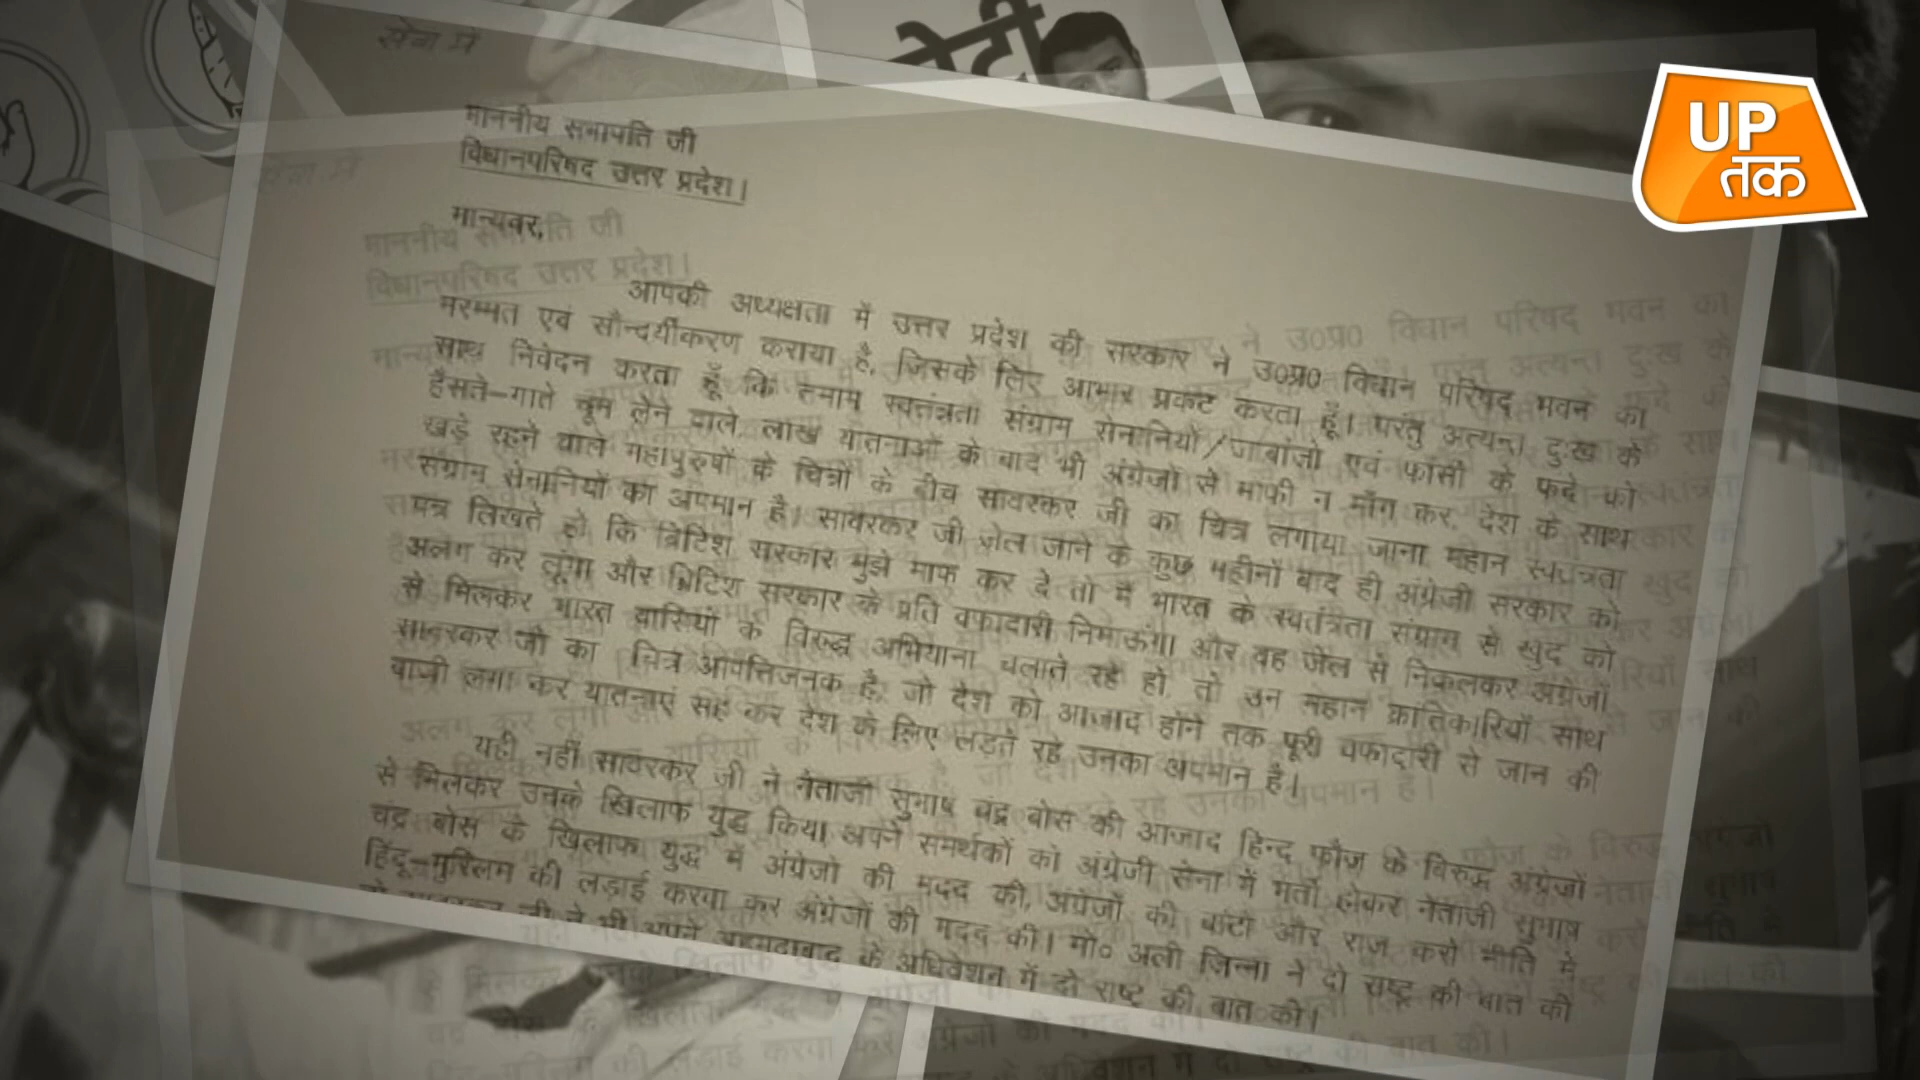 सेवा में
रोटी
UP
तक
माननीय सभापति जी
विधानपरिषद उत्तर प्रदेश।
मान्यवर,
आपकी अध्यक्षता में उत्तर प्रदेश की सरकार ने उ०प्र० विधान परिषद भवन का
मरम्मत एवं सौन्दर्यीकरण कराया है, जिसके लिए आभार प्रकट करता हूँ। परंतु अत्यन्त दुःख के
साथ निवेदन करता हूँ कि तमाम स्वतंत्रता संग्राम सेनानियों/जाबांजो एवं फांसी के फंदे को
हँसते-गाते चूम लेने वाले, लाख यातनाओं के बाद भी अंग्रेजों से माफी न माँग कर, देश के साथ
खड़े रहने वाले महापुरुषों के चित्रों के बीच सावरकर जी का चित्र लगाया जाना महान स्वतंत्रता
संग्राम सेनानियों का अपमान है। सावरकर जी जेल जाने के कुछ महीनों बाद ही अंग्रेजी सरकार को
पत्र लिखते हो कि ब्रिटिश सरकार मुझे माफ कर दे तो मैं भारत के स्वतंत्रता संग्राम से खुद को
अलग कर लूंगा और ब्रिटिश सरकार के प्रति वफादारी निभाऊंगा और वह जेल से निकलकर अंग्रेजों
से मिलकर भारत वासियों के विरुद्ध अभियाना चलाते रहे हो, तो उन महान क्रांतिकारियों साथ
सावरकर जी का चित्र आपत्तिजनक है, जो देश को आजाद होने तक पूरी वफादारी से जान की
बाजी लगा कर यातनाएं सह कर देश के लिए लड़ते रहे उनका अपमान है।
यही नहीं सावरकर जी ने नेताजी सुभाष चंद्र बोस की आजाद हिन्द फौज के विरुद्ध अंग्रेजों
से मिलकर उनके खिलाफ युद्ध किया अपने समर्थकों को अंग्रेजी सेना में भर्ती होकर नेताजी सुभाष
चंद्र बोस के खिलाफ युद्ध में अंग्रेजो की मदद की, अंग्रेजों की बांटो और राज करो नीति में
हिंदू-मुस्लिम की लड़ाई करवा कर अंग्रेजों की मदद की। मो० अली जिन्ना ने दो राष्ट्र की बात की
जी ने भी अपने अहमदाबाद के अधिवेशन में दो राष्ट्र की बात की।